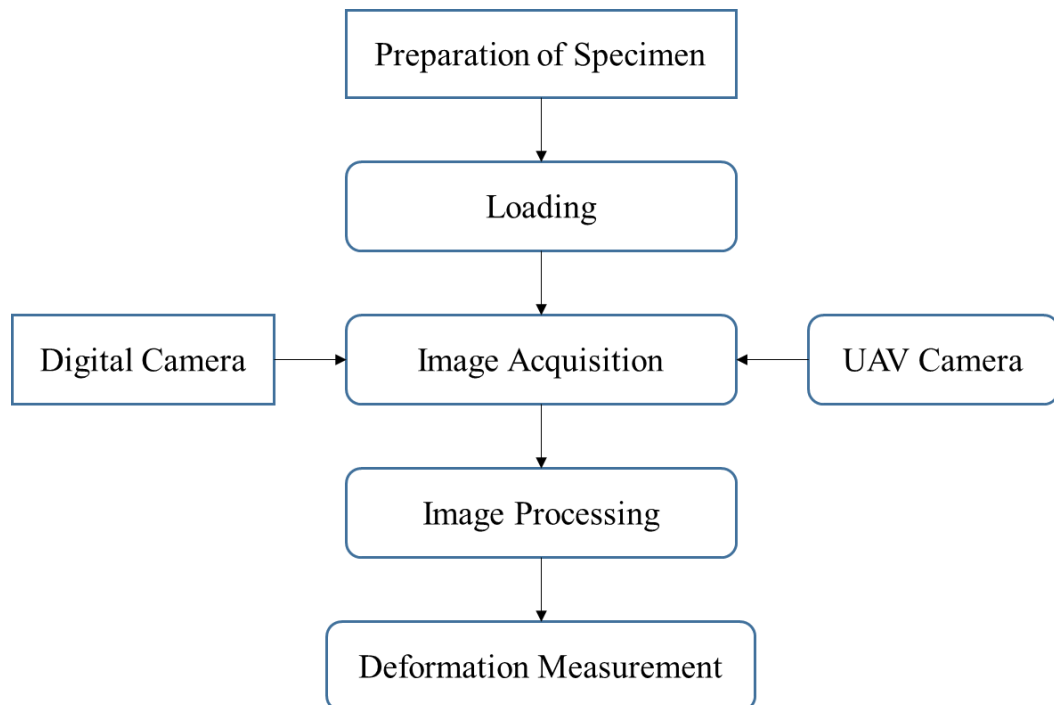 Preparation of Specimen
Loading
Digital Camera
Image Acquisition
UAV Camera
Image Processing
Deformation Measurement